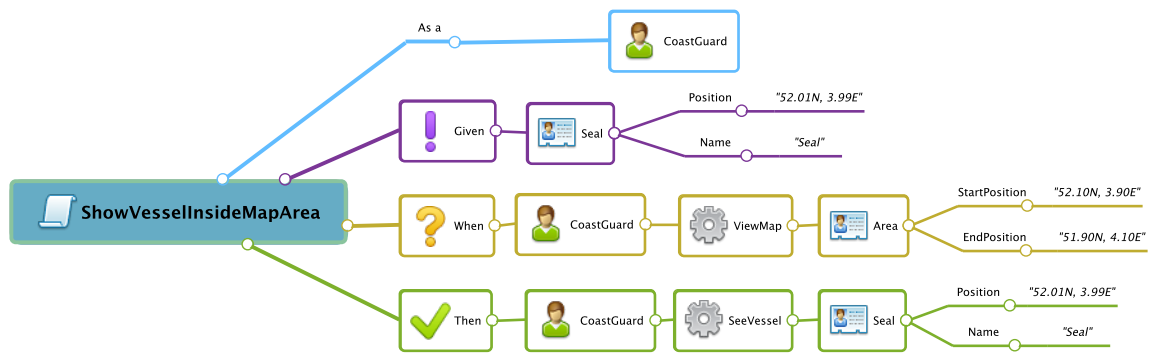 As a
CoastGuard
Position
"52.01N, 3.99E"
Given
Seal
Name
"Seal"
ShowVesselInsideMapArea
StartPosition
"52.10N, 3.90E"
When
CoastGuard
ViewMap
Area
EndPosition
"51.90N, 4.10E"
Position
"52.01N, 3.99E"
Then
CoastGuard
SeeVessel
Seal
Name
"Seal"